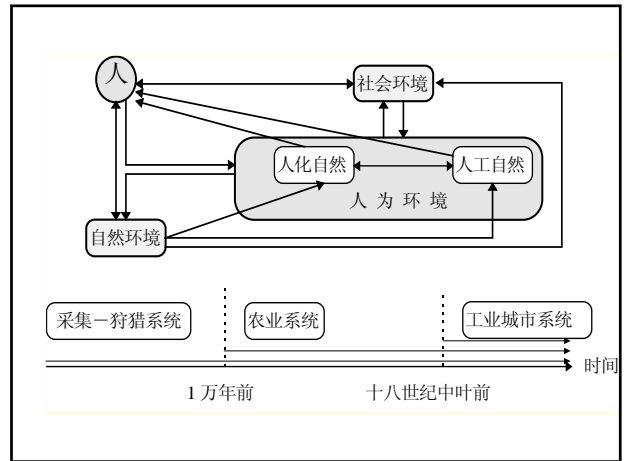 人
社会环境
人化自然
人工自然
人为环境
自然环境
采集－狩猎系统
农业系统
工业城市系统
时间
1 万年前
十八世纪中叶前